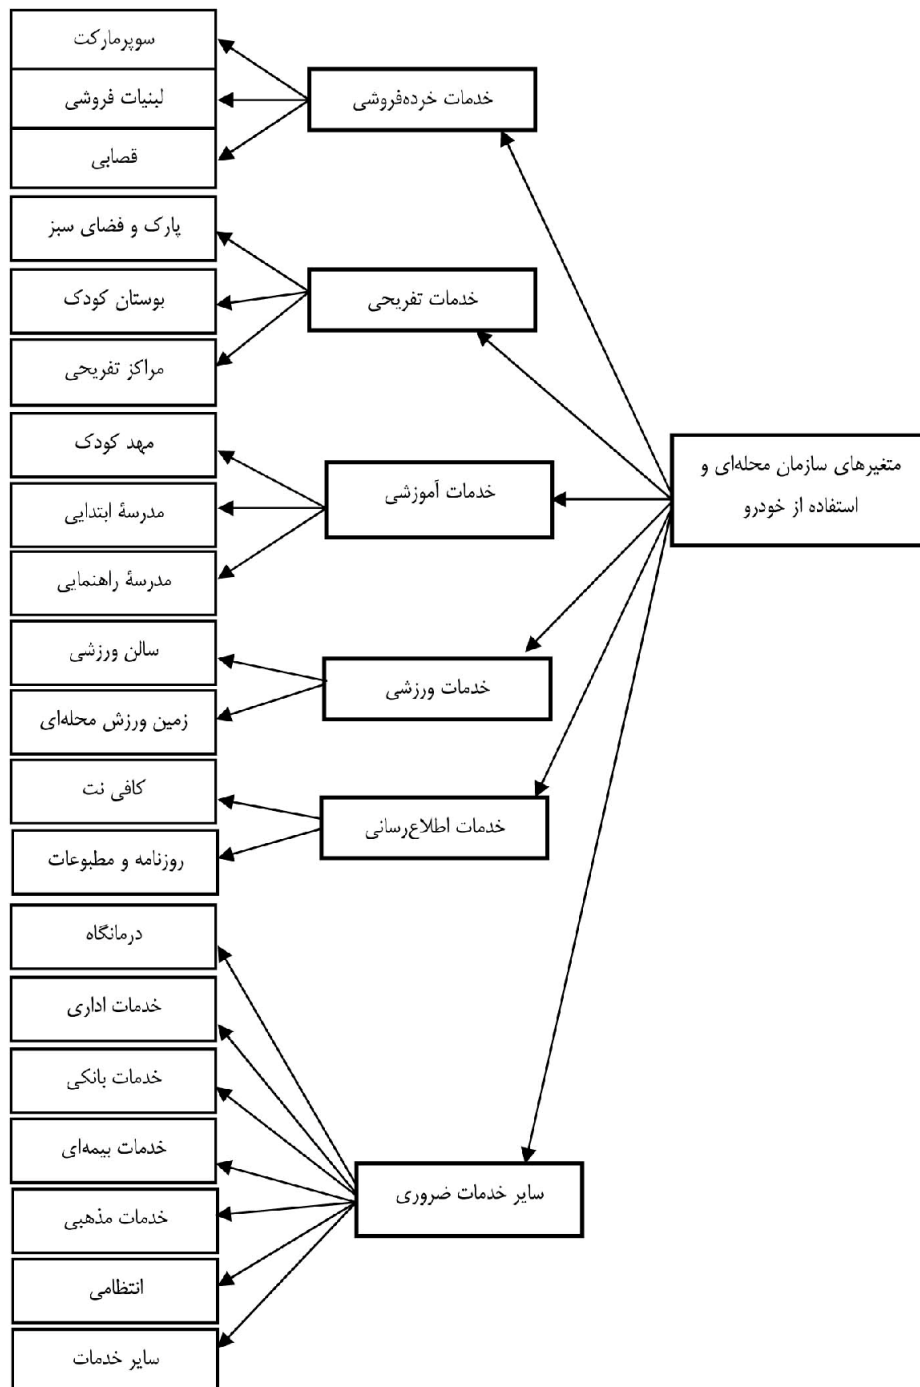 متغیرهای سازمان محله‌ای و
استفاده از خودرو
خدمات خرده‌فروشی
سوپرمارکت
لبنیات فروشی
قصابی
خدمات تفریحی
پارک و فضای سبز
بوستان کودک
مراکز تفریحی
خدمات آموزشی
مهد کودک
مدرسۀ ابتدایی
مدرسۀ راهنمایی
خدمات ورزشی
سالن ورزشی
زمین ورزش محله‌ای
خدمات اطلاع‌رسانی
کافی نت
روزنامه و مطبوعات
سایر خدمات ضروری
درمانگاه
خدمات اداری
خدمات بانکی
خدمات بیمه‌ای
خدمات مذهبی
انتظامی
سایر خدمات